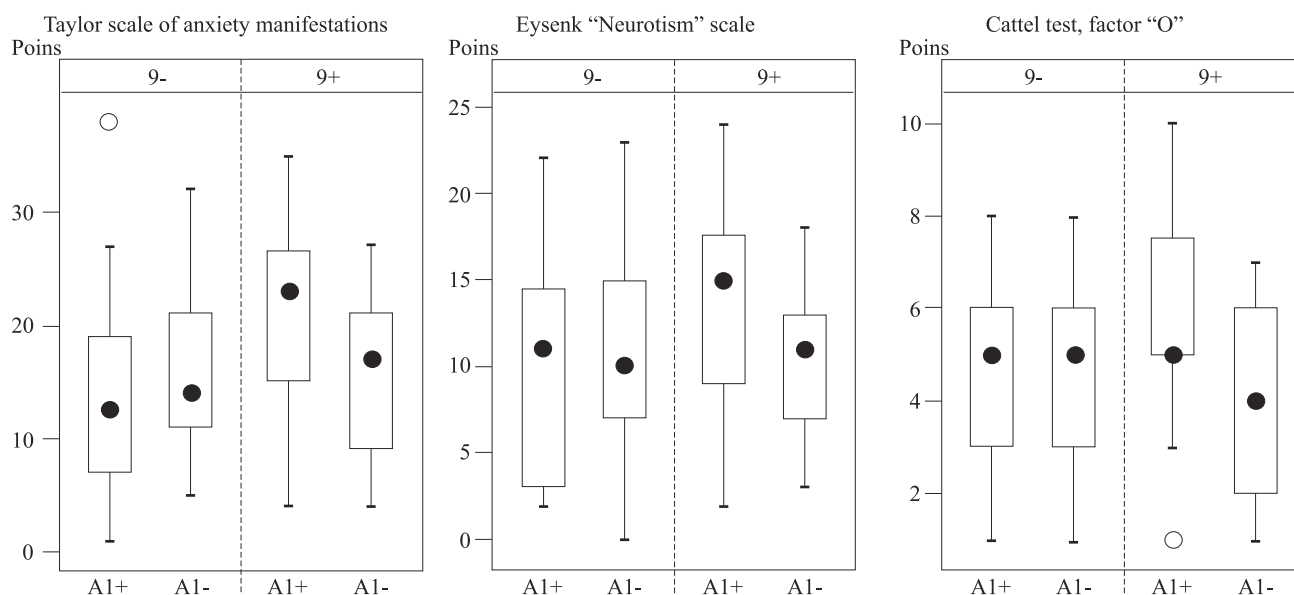 Taylor scale of anxiety manifestations
Poins
9- 9+
30
20
10
0
A1+ A1- A1+ A1-
Eysenk “Neurotism” scale
Poins
9- 9+
25
20
15
10
5
0
A1+ A1- A1+ A1-
Cattel test, factor “O”
Poins
9- 9+
10
8
6
4
2
A1+ A1- A1+ A1-